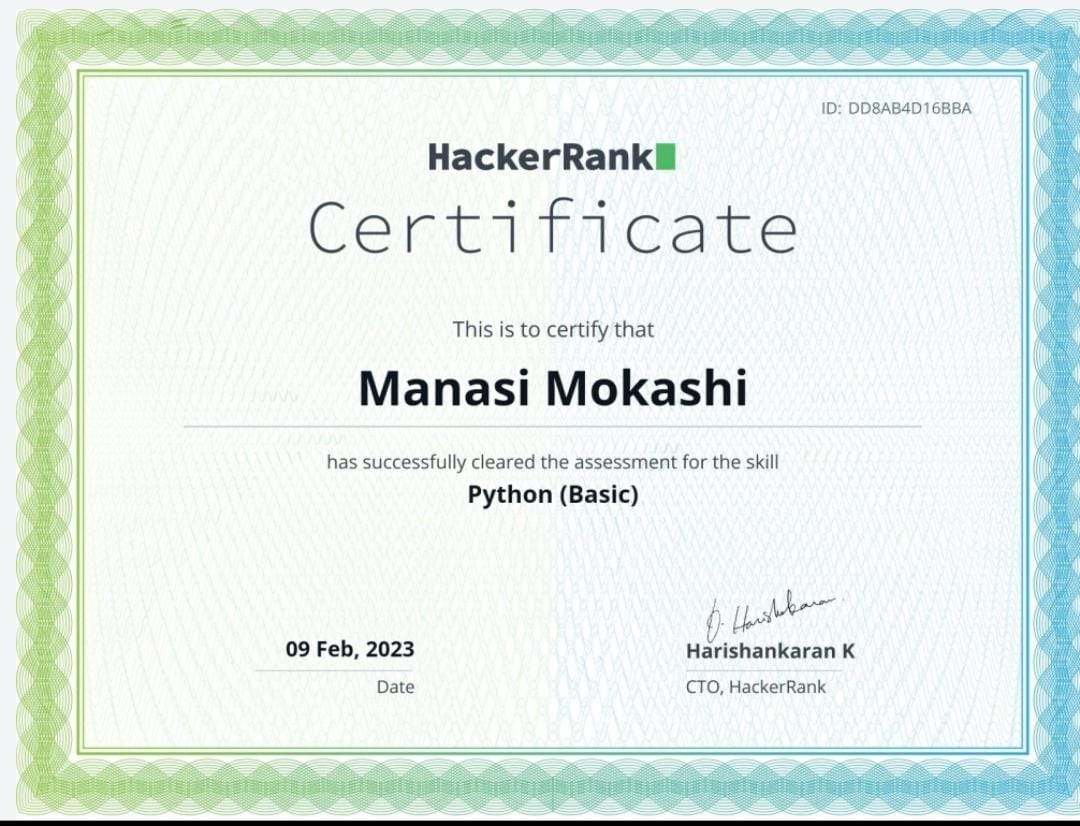 ID: DD8AB4D16BBA
HackerRank
Certificate
This is to certify that
Manasi Mokashi
has successfully cleared the assessment for the skill
Python (Basic)
J. Harishankaran
09 Feb, 2023
Harishankaran K
Date
CTO, HackerRank